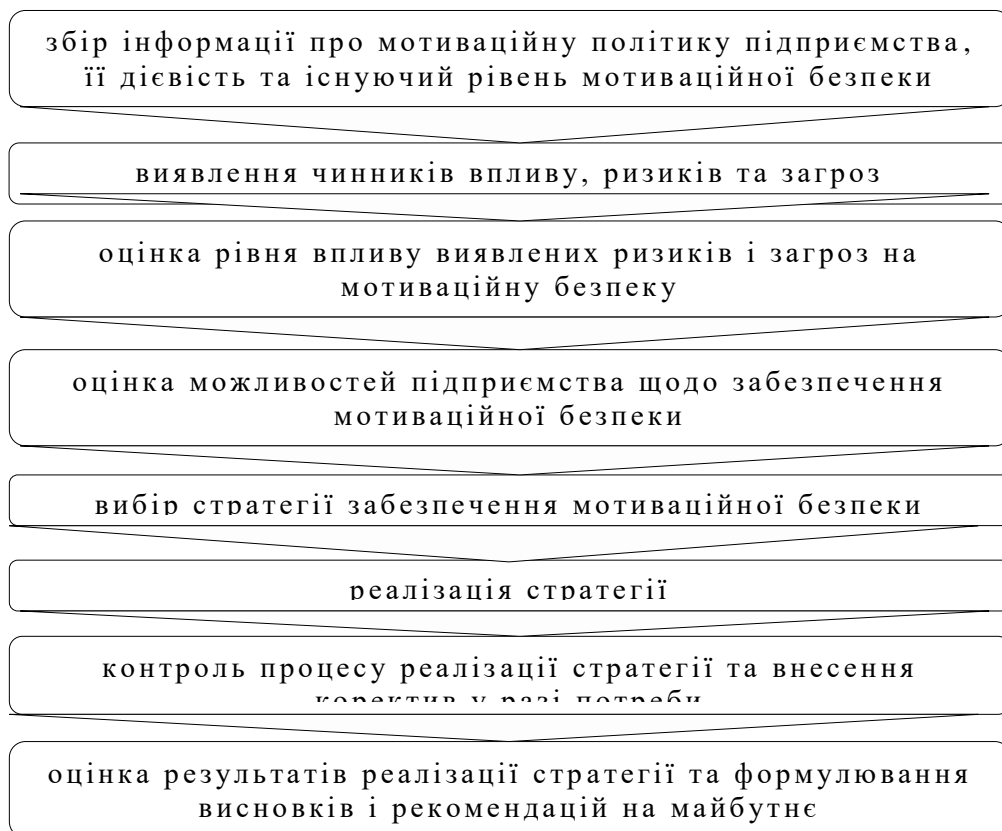 збір інформації про мотиваційну політику підприємства,
її дієвість та існуючий рівень мотиваційної безпеки
виявлення чинників впливу, ризиків та загроз
оцінка рівня впливу виявлених ризиків і загроз на
мотиваційну безпеку
оцінка можливостей підприємства щодо забезпечення
мотиваційної безпеки
вибір стратегії забезпечення мотиваційної безпеки
реалізація стратегії
контроль процесу реалізації стратегії та внесення
коректив у разі потреби
оцінка результатів реалізації стратегії та формулювання
висновків і рекомендацій на майбутнє